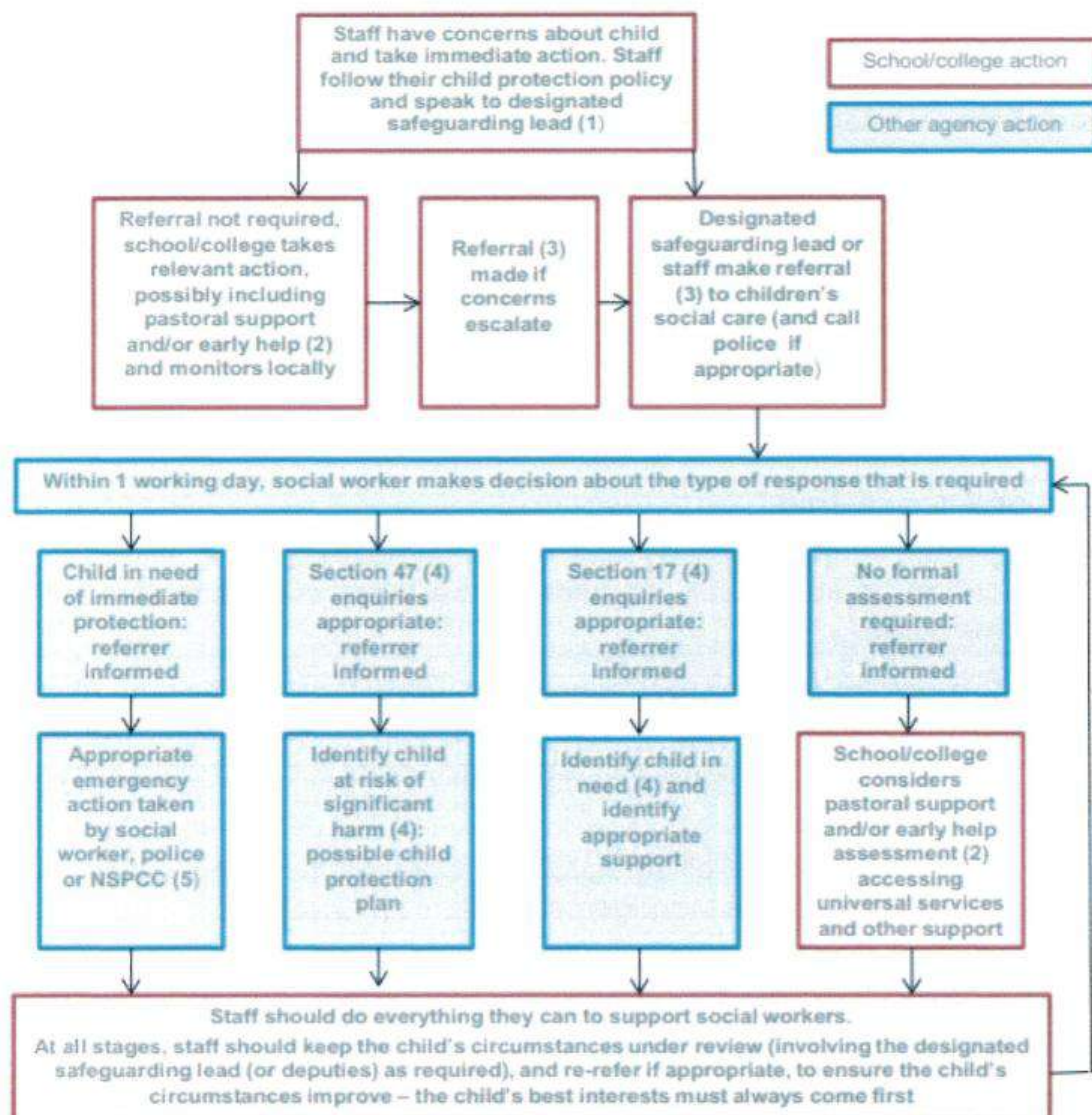 Staff have concerns about child
and take immediate action. Staff
follow their child protection policy
and speak to designated
safeguarding lead (1)
School/college action
Other agency action
Referral not required,
school/college takes
relevant action,
possibly including
pastoral support
and/or early help (2)
and monitors locally
Referral (3)
made if
concerns
escalate
Designated
safeguarding lead or
staff make referral
(3) to children's
social care (and call
police if
appropriate)
Within 1 working day, social worker makes decision about the type of response that is required
Child in need
of immediate
protection:
referrer
informed
Section 47 (4)
enquiries
appropriate:
referrer
informed
Section 17 (4)
enquiries
appropriate:
referrer
informed
No formal
assessment
required:
referrer
informed
Appropriate
emergency
action taken
by social
worker, police
or NSPCC (5)
Identify child
at risk of
significant
harm (4):
possible child
protection
plan
Identify child in
need (4) and
identify
appropriate
support
School/college
considers
pastoral support
and/or early help
assessment (2)
accessing
universal services
and other support
Staff should do everything they can to support social workers.
At all stages, staff should keep the child's circumstances under review (involving the designated
safeguarding lead (or deputies) as required), and re-refer if appropriate, to ensure the child's
circumstances improve – the child's best interests must always come first